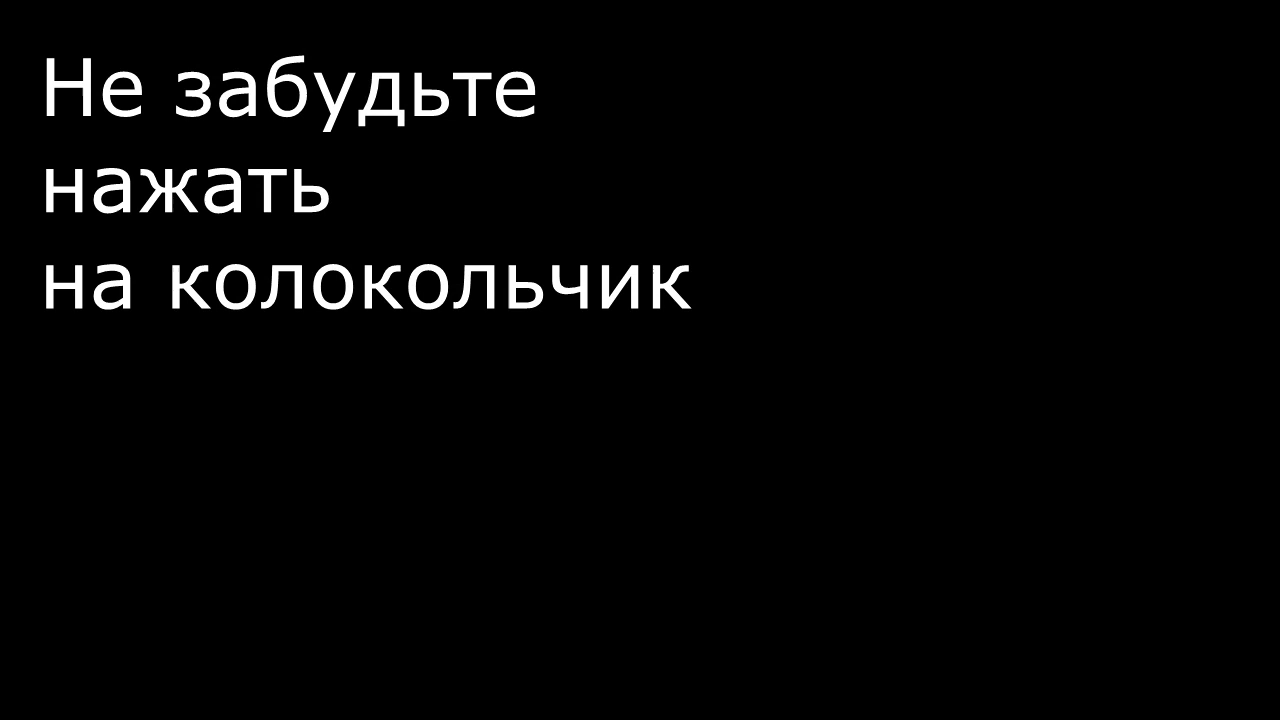 Не забудьте
нажать
на колокольчик